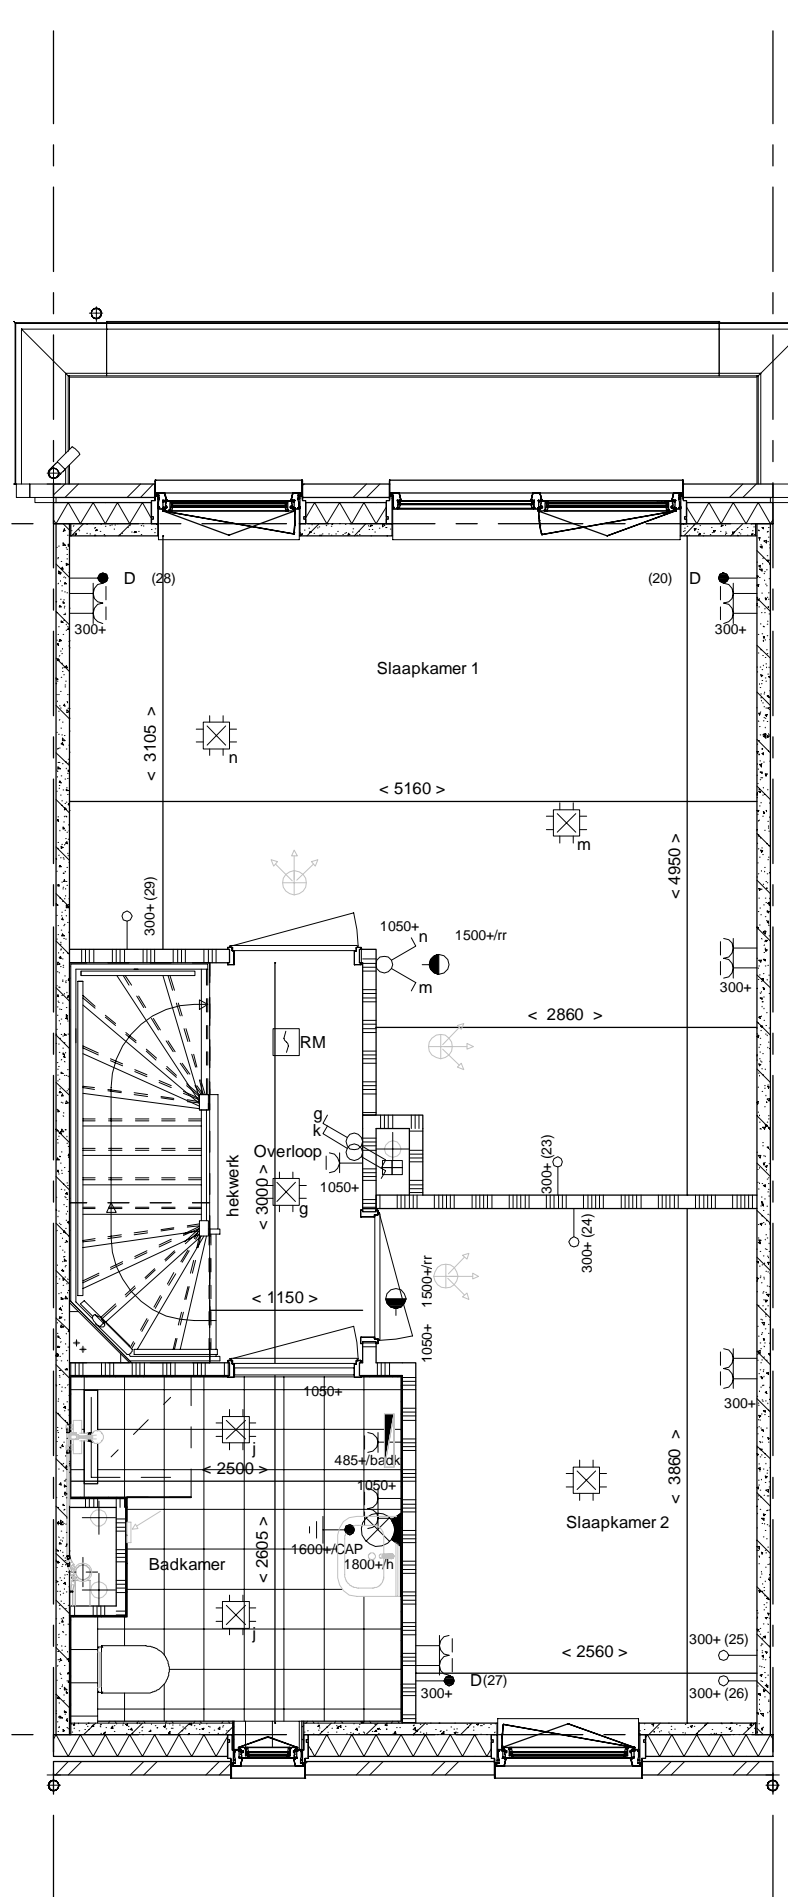 D (28)
(20) D
300+
300+
Slaapkamer 1
< 3105 >
n
< 5160 >
m
< 4950 >
300+ (29)
1050+
n
1500+/rr
m
300+
< 2860 >
RM
g
k
Overloop
hekwerk
< 3000 >
1050+
g
300+ (23)
300+ (24)
< 1150 >
1050+ 1500+/rr
300+
1050+
j
485+/badk
< 2500 >
1050+
< 3860 >
Slaapkamer 2
1600+/CAP
1800+/h
Badkamer
< 2605 >
j
300+ (25)
< 2560 >
D(27)
300+
300+ (26)